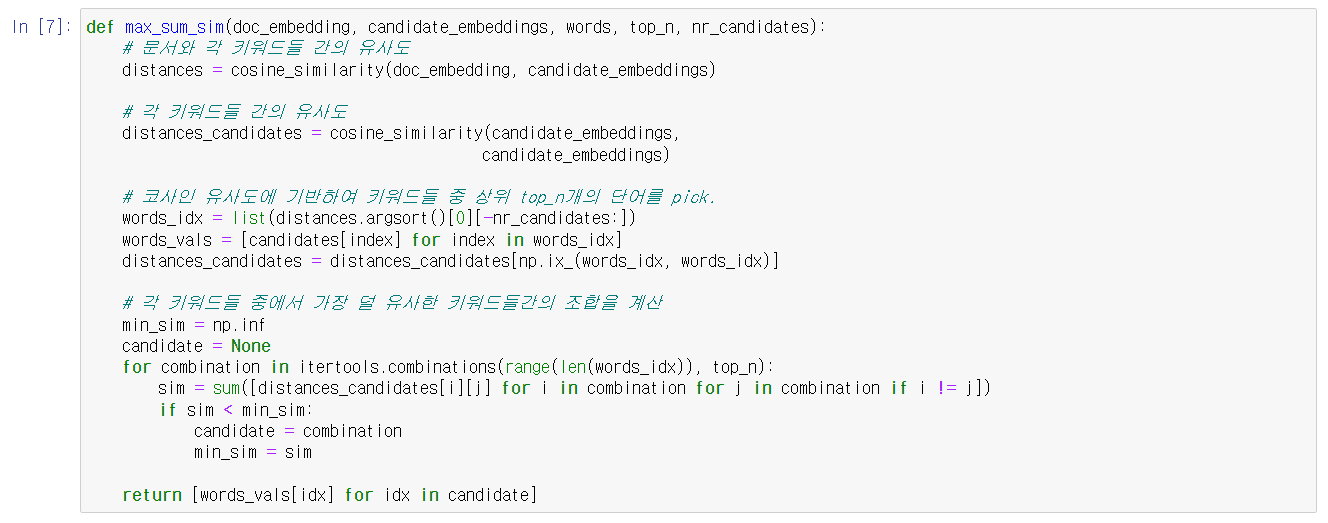 In [7]: def max_sum_sim(doc_embedding, candidate_embeddings, words, top_n, nr_candidates):
    # 문서와 각 키워드들 간의 유사도
    distances = cosine_similarity(doc_embedding, candidate_embeddings)

    # 각 키워드들 간의 유사도
    distances_candidates = cosine_similarity(candidate_embeddings,
                                            candidate_embeddings)

    # 코사인 유사도에 기반하여 키워드들 중 상위 top_n개의 단어를 pick.
    words_idx = list(distances.argsort()[0][-nr_candidates:])
    words_vals = [candidates[index] for index in words_idx]
    distances_candidates = distances_candidates[np.ix_(words_idx, words_idx)]

    # 각 키워드들 중에서 가장 덜 유사한 키워드들간의 조합을 계산
    min_sim = np.inf
    candidate = None
    for combination in itertools.combinations(range(len(words_idx)), top_n):
        sim = sum([distances_candidates[i][j] for i in combination for j in combination if i != j])
        if sim < min_sim:
            candidate = combination
            min_sim = sim

    return [words_vals[idx] for idx in candidate]